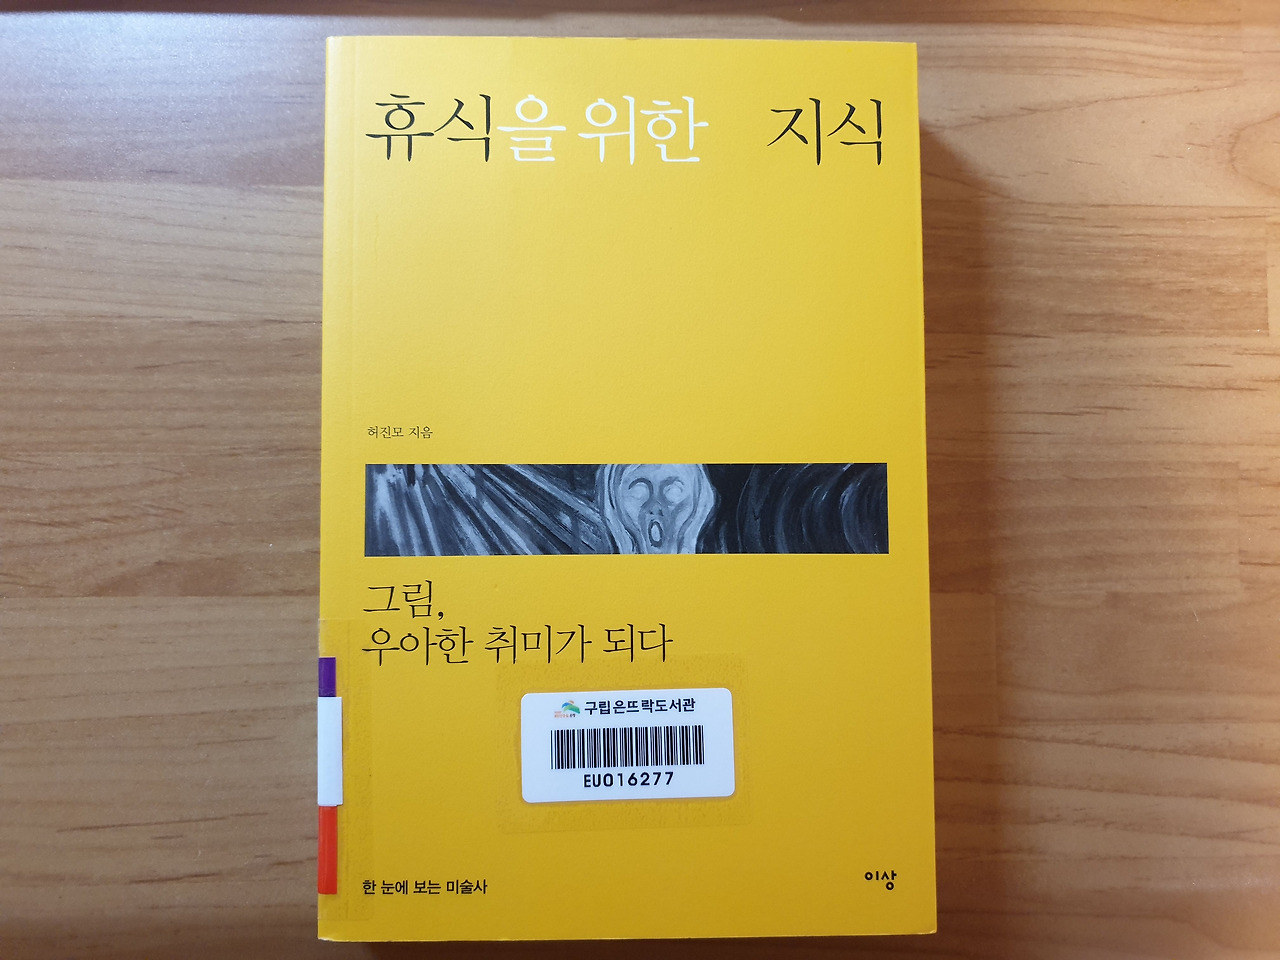 휴식을 위한 지식
허진모 지음
그림,
우아한 취미가 되다
구립은뜨락도서관
EU016277
한 눈에 보는 미술사
이상